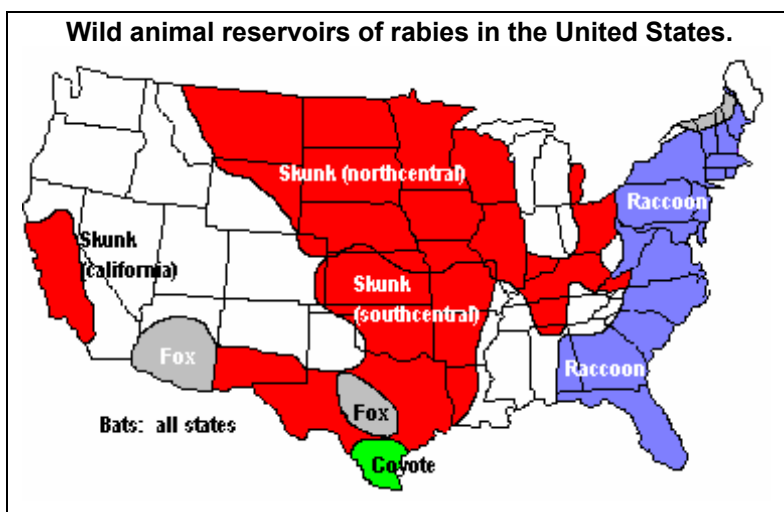 Wild animal reservoirs of rabies in the United States.
Skunk (northcentral)
Raccoon
Skunk
(california)
Skunk
(southcentral)
Fox
Raccoon
Fox
Bats: all states
Coyote